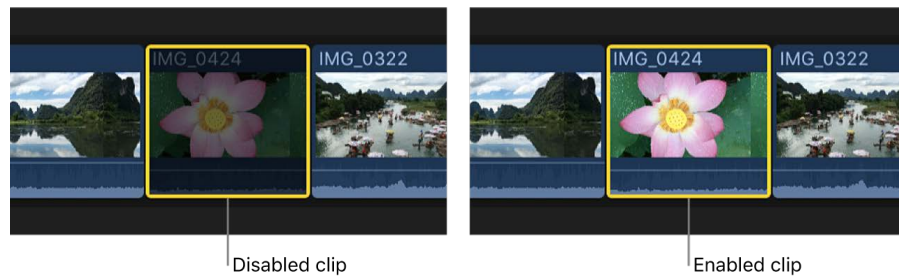 IMG_0424
IMG_0322
IMG_0424
IMG_0322
Disabled clip
Enabled clip